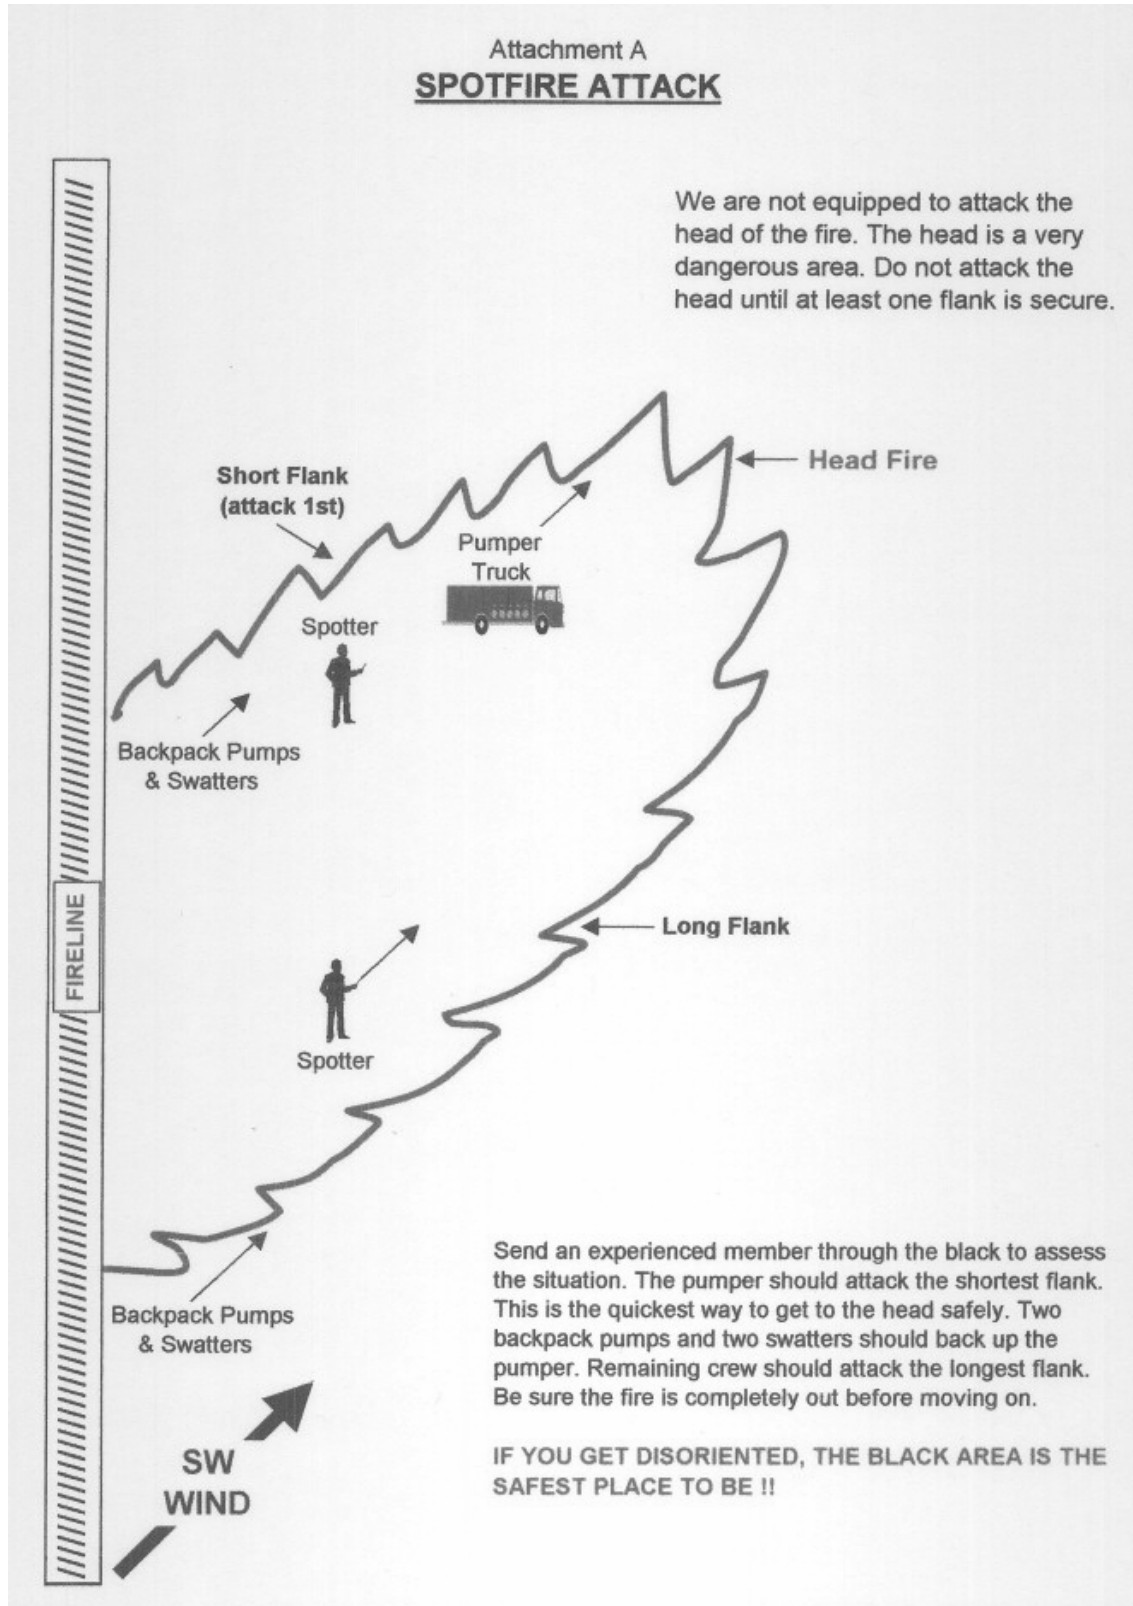 Attachment A
SPOTFIRE ATTACK
We are not equipped to attack the
head of the fire. The head is a very
dangerous area. Do not attack the
head until at least one flank is secure.
Head Fire
Short Flank
(attack 1st)
Pumper
Truck
Spotter
Backpack Pumps
& Swatters
FIRELINE
Long Flank
Spotter
Backpack Pumps
& Swatters
Send an experienced member through the black to assess
the situation. The pumper should attack the shortest flank.
This is the quickest way to get to the head safely. Two
backpack pumps and two swatters should back up the
pumper. Remaining crew should attack the longest flank.
Be sure the fire is completely out before moving on.
IF YOU GET DISORIENTED, THE BLACK AREA IS THE
SAFEST PLACE TO BE !!
SW
WIND